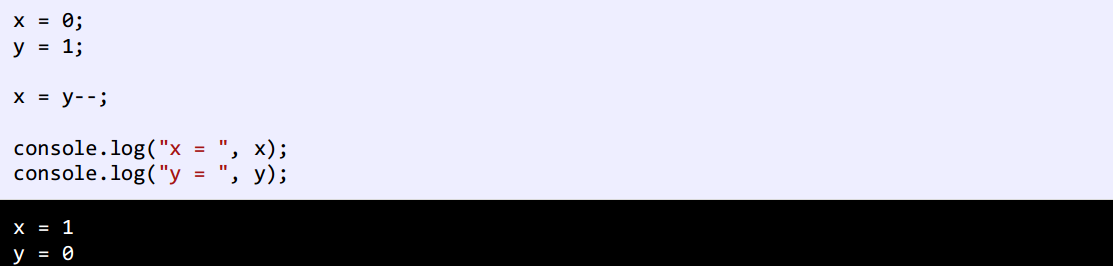 x = 0;
y = 1;
x = y--;
console.log("x = ", x);
console.log("y = ", y);
x = 1
y = 0